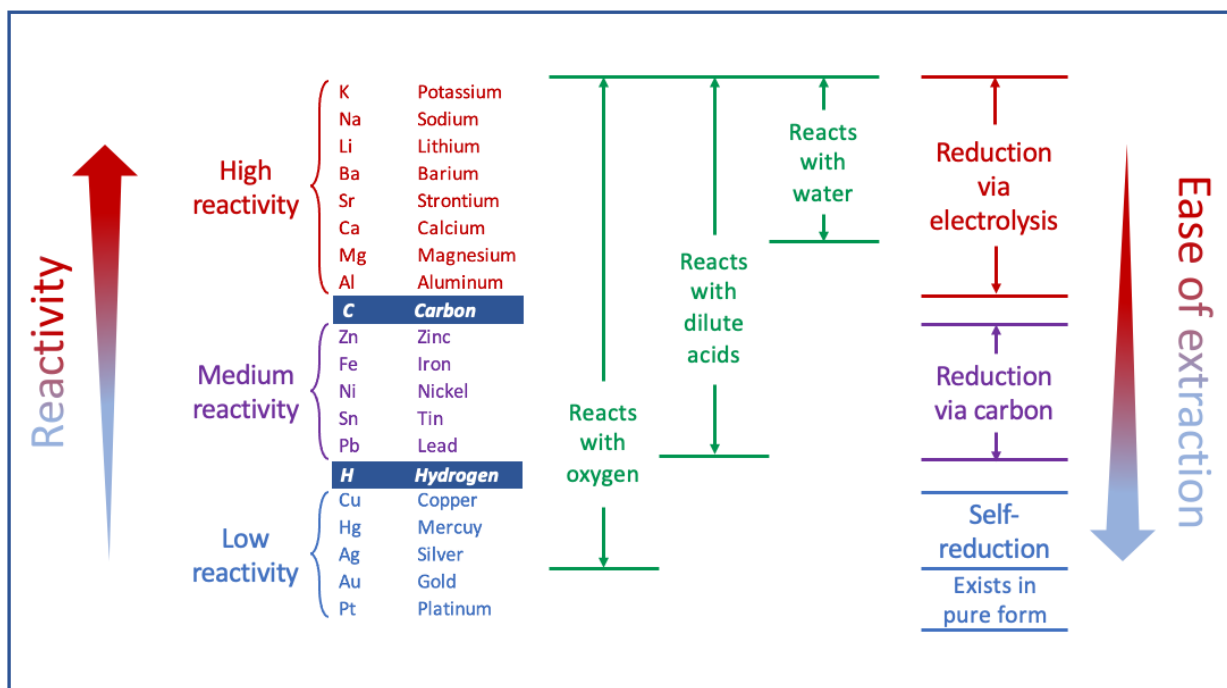 Reactivity
High
reactivity
Medium
reactivity
Low
reactivity
K Potassium
Na Sodium
Li Lithium
Ba Barium
Sr Strontium
Ca Calcium
Mg Magnesium
Al Aluminum
C Carbon
Zn Zinc
Fe Iron
Ni Nickel
Sn Tin
Pb Lead
H Hydrogen
Cu Copper
Hg Mercuy
Ag Silver
Au Gold
Pt Platinum
Reacts
with
oxygen
Reacts
with
dilute
acids
Reacts
with
water
Reduction
via
electrolysis
Reduction
via carbon
Self-
reduction
Exists in
pure form
Ease of extraction